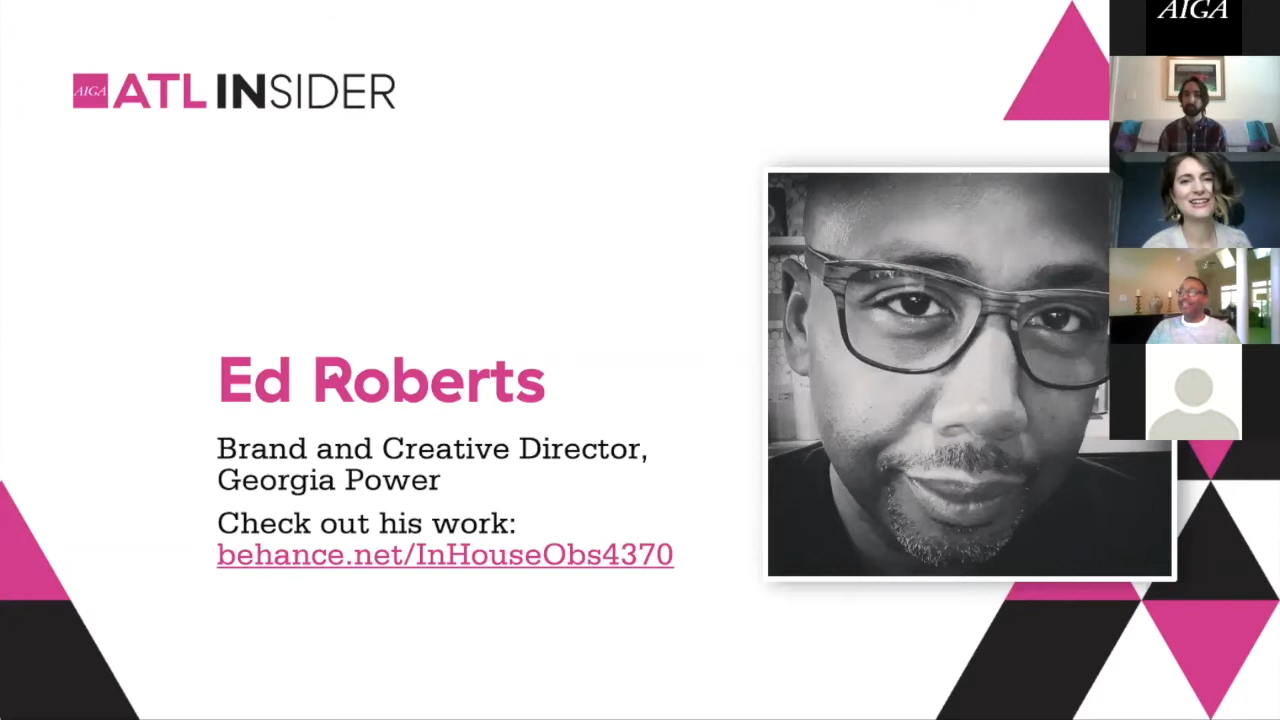 AIGA ATL INSIDER
AIGA
Ed Roberts
Brand and Creative Director,
Georgia Power
Check out his work:
behance.net/InHouseObs4370